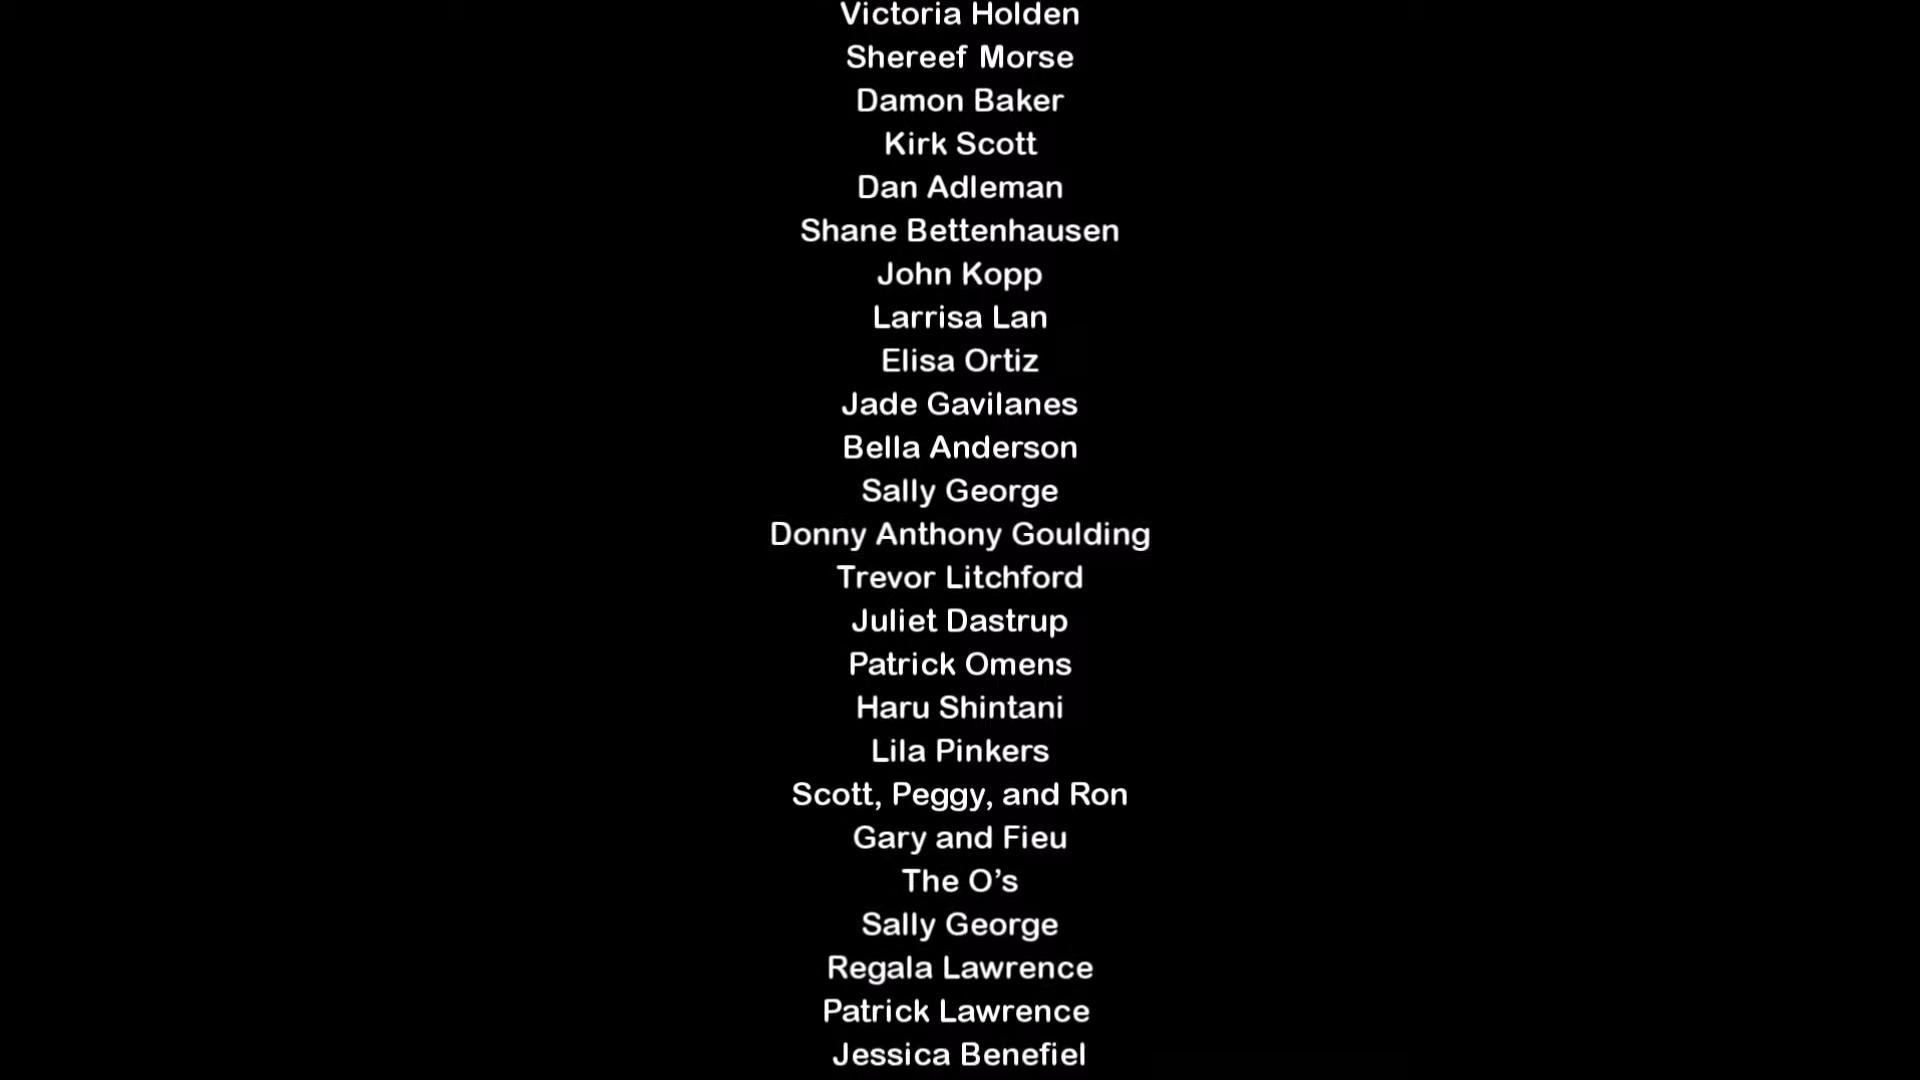 Victoria Holden
Shereef Morse
Damon Baker
Kirk Scott
Dan Adleman
Shane Bettenhausen
John Kopp
Larrisa Lan
Elisa Ortiz
Jade Gavilanes
Bella Anderson
Sally George
Donny Anthony Goulding
Trevor Litchford
Juliet Dastrup
Patrick Omens
Haru Shintani
Lila Pinkers
Scott, Peggy, and Ron
Gary and Fieu
The O’s
Sally George
Regala Lawrence
Patrick Lawrence
Jessica Benefiel